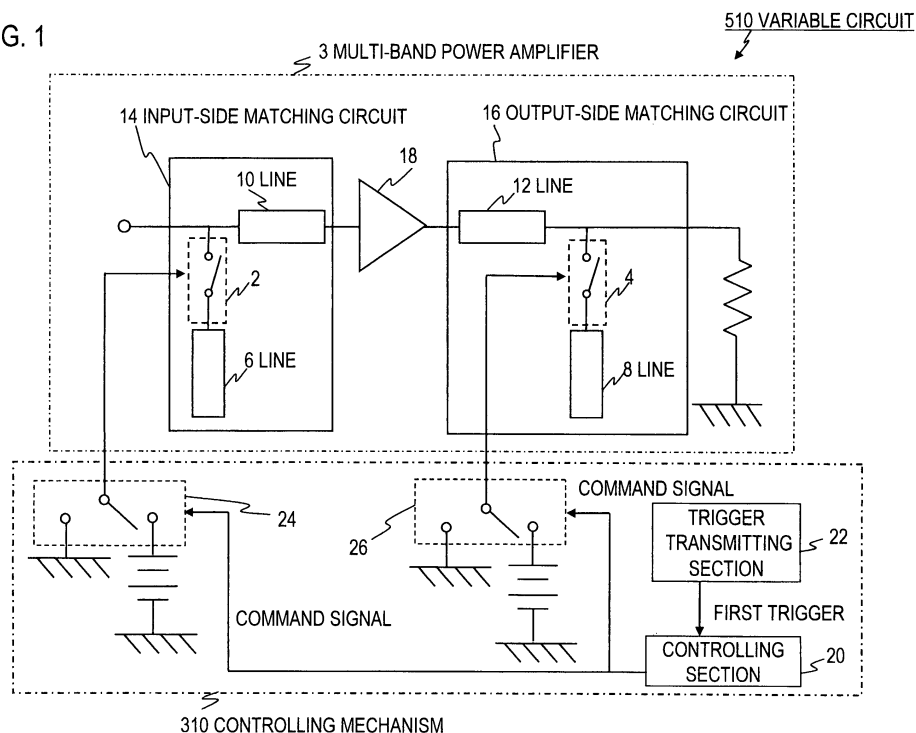 510 VARIABLE CIRCUIT
G. 1
3 MULTI-BAND POWER AMPLIFIER
14 INPUT-SIDE MATCHING CIRCUIT
16 OUTPUT-SIDE MATCHING CIRCUIT
18
10 LINE
12 LINE
2
4
6 LINE
8 LINE
24
26
COMMAND SIGNAL
TRIGGER
TRANSMITTING
SECTION
22
FIRST TRIGGER
COMMAND SIGNAL
CONTROLLING
SECTION
20
310 CONTROLLING MECHANISM